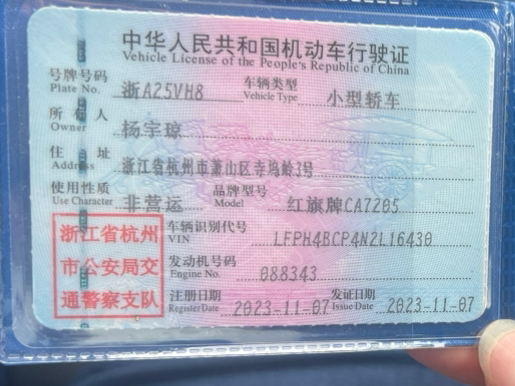 中华人民共和国机动车行驶证
Vehicle License of the People's Republic of China
号牌号码 浙A25VH8 车辆类型 小型轿车
Plate No. Vehicle Type
所有人 杨宇琼
Owner
住址 浙江省杭州市萧山区寺坞岭3号
Address
使用性质 非营运 品牌型号 红旗牌CA7205
Use Character Model
浙江省杭州
市公安局交
通警察支队
车辆识别代号 LFPH4BCP4N2L16430
VIN
发动机号码 088343
Engine No.
注册日期 2023-11-07 发证日期 2023-11-07
Register Date Issue Date